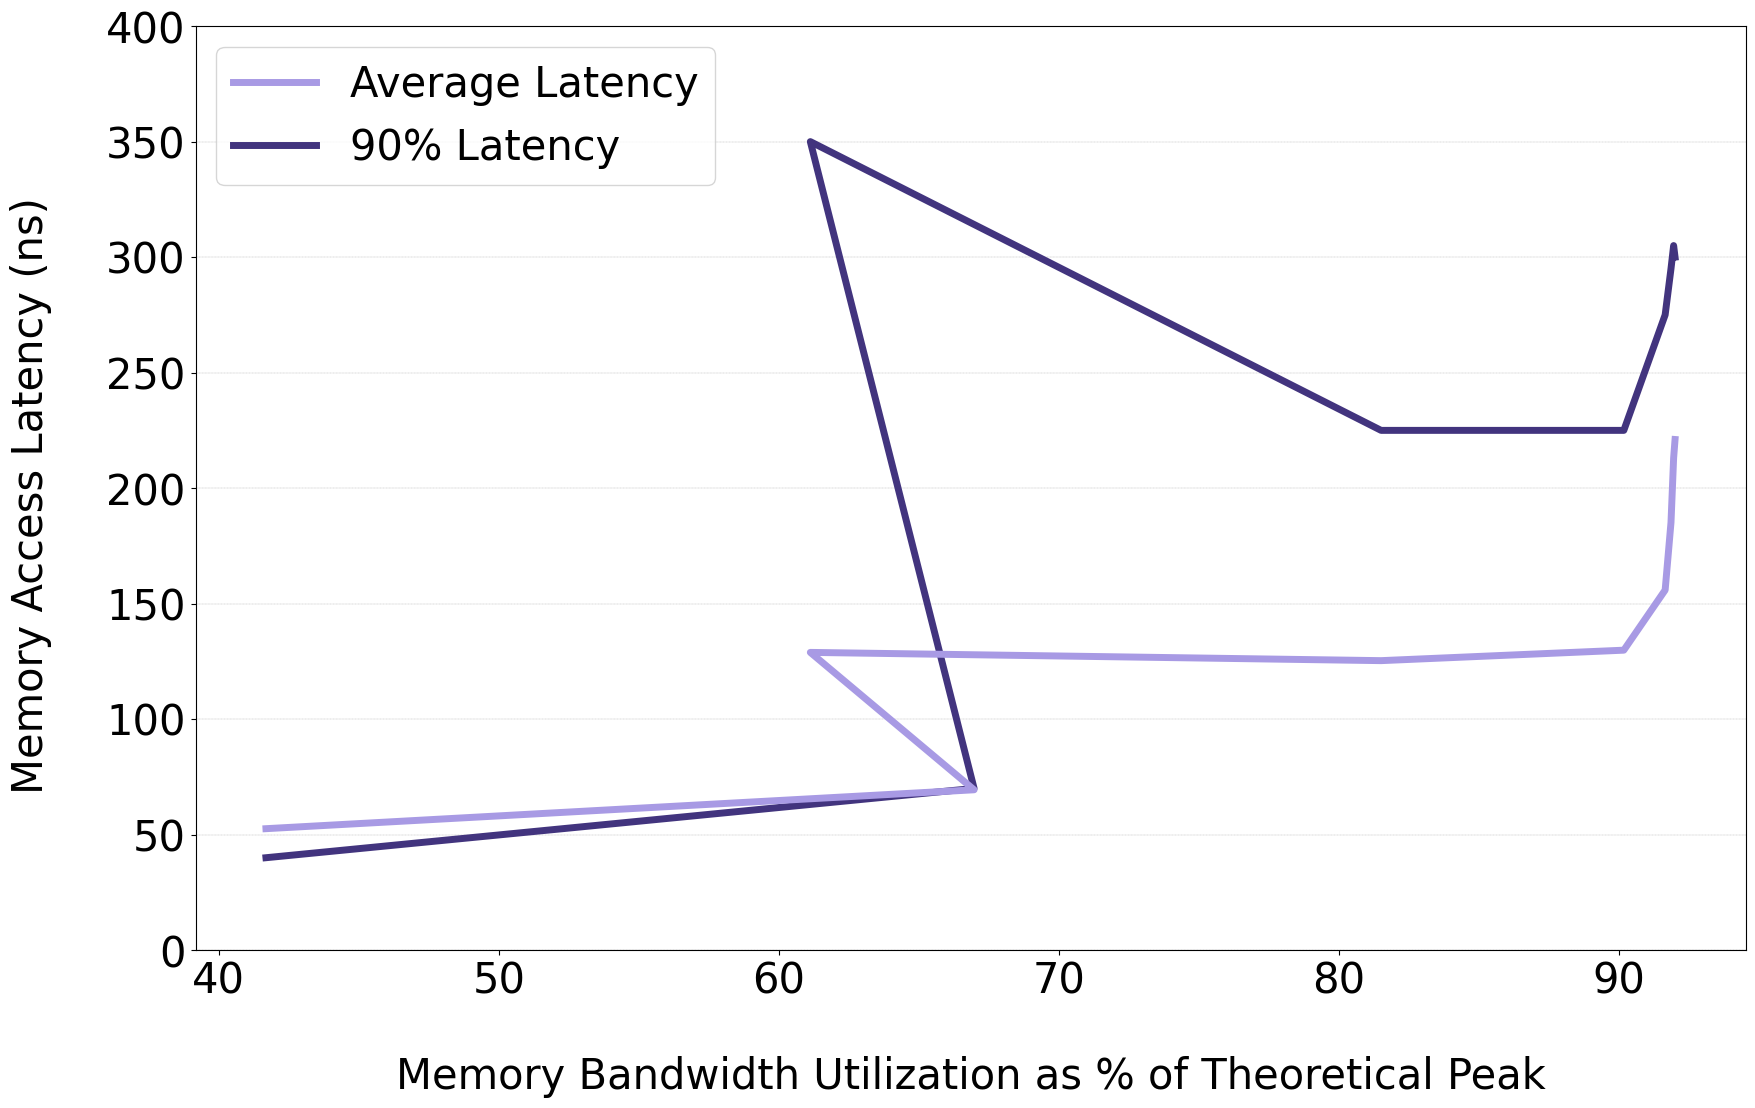 400
350
300
250
200
150
100
50
0
Memory Access Latency (ns)
Average Latency
90% Latency
40 50 60 70 80 90
Memory Bandwidth Utilization as % of Theoretical Peak